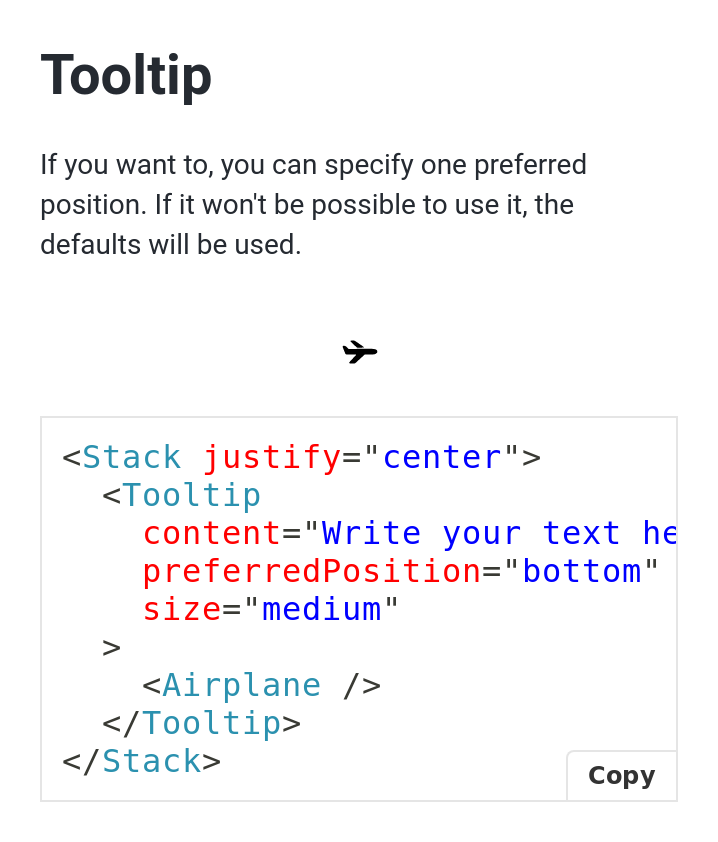 Tooltip
If you want to, you can specify one preferred
position. If it won't be possible to use it, the
defaults will be used.
<Stack justify="center">
  <Tooltip
    content="Write your text he
    preferredPosition="bottom"
    size="medium"
  >
    <Airplane />
  </Tooltip>
</Stack>
Copy